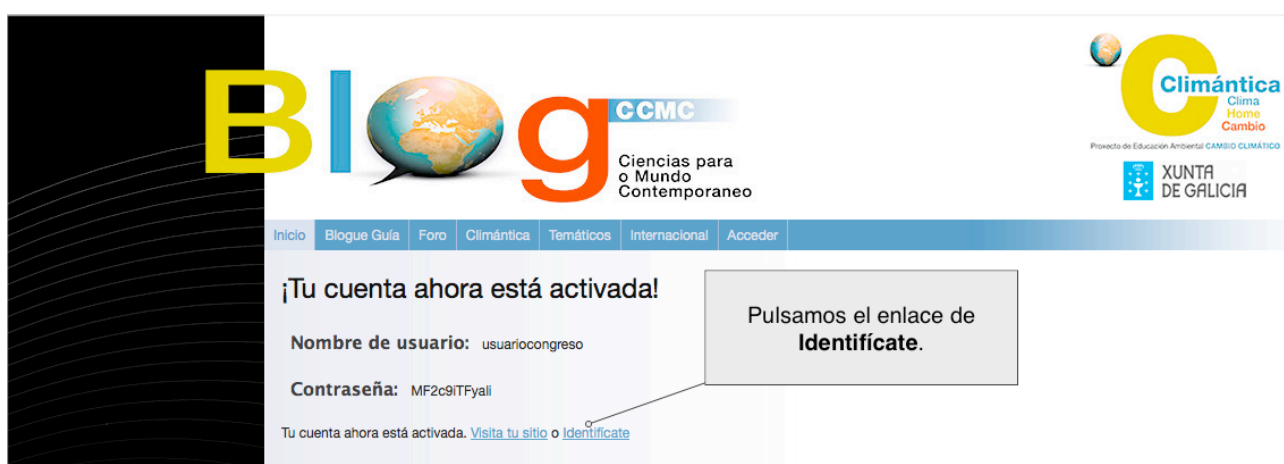 Blog
CCMC
Ciencias para
o Mundo
Contemporaneo
Climántica
Clima
Home
Cambio
Proxecto de Educación Ambiental CAMBIO CLIMÁTICO
XUNTA
DE GALICIA
Inicio Blogue Guía Foro Climántica Temáticos Internacional Acceder
¡Tu cuenta ahora está activada!
Pulsamos el enlace de
Identifícate.
Nombre de usuario: usuariocongreso
Contraseña: MF2c9iTFyali
Tu cuenta ahora está activada. Visita tu sitio o Identifícate